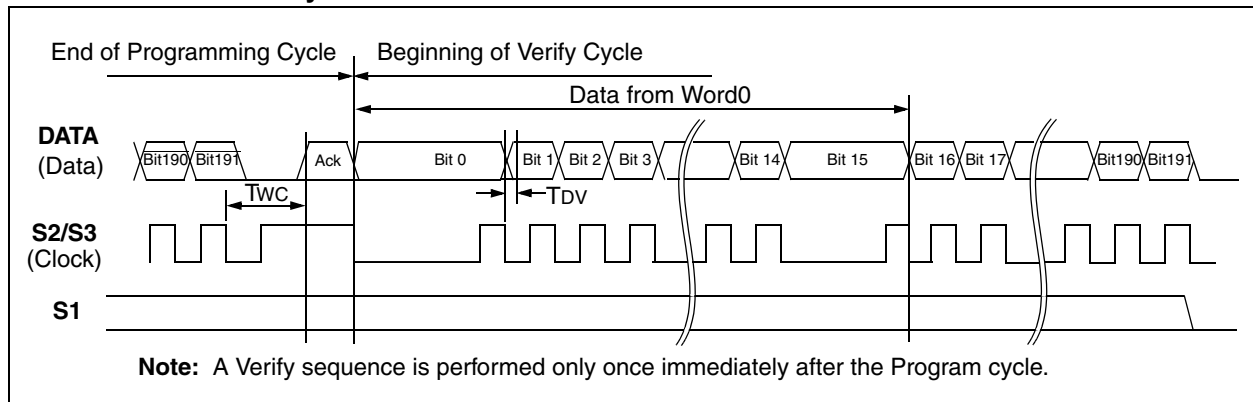 End of Programming Cycle
Beginning of Verify Cycle
Data from Word0
DATA
(Data)
Bit190
Bit191
Ack
Bit 0
Bit 1
Bit 2
Bit 3
Bit 14
Bit 15
Bit 16
Bit 17
Bit190
Bit191
TWC
TDV
S2/S3
(Clock)
S1
Note: A Verify sequence is performed only once immediately after the Program cycle.